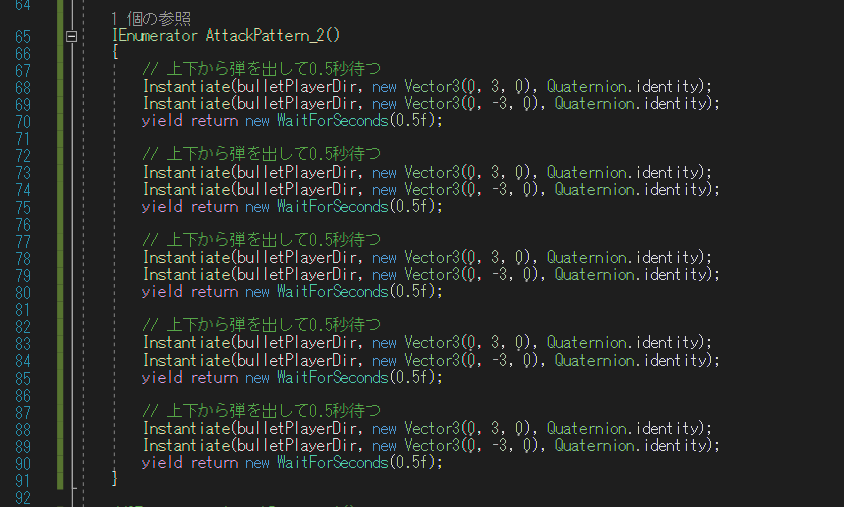 64
1 個の参照
65 IEnumerator AttackPattern_2()
66 {
67 // 上下から弾を出して0.5秒待つ
68 Instantiate(bulletPlayerDir, new Vector3(0, 3, 0), Quaternion.identity);
69 Instantiate(bulletPlayerDir, new Vector3(0, -3, 0), Quaternion.identity);
70 yield return new WaitForSeconds(0.5f);
71
72 // 上下から弾を出して0.5秒待つ
73 Instantiate(bulletPlayerDir, new Vector3(0, 3, 0), Quaternion.identity);
74 Instantiate(bulletPlayerDir, new Vector3(0, -3, 0), Quaternion.identity);
75 yield return new WaitForSeconds(0.5f);
76
77 // 上下から弾を出して0.5秒待つ
78 Instantiate(bulletPlayerDir, new Vector3(0, 3, 0), Quaternion.identity);
79 Instantiate(bulletPlayerDir, new Vector3(0, -3, 0), Quaternion.identity);
80 yield return new WaitForSeconds(0.5f);
81
82 // 上下から弾を出して0.5秒待つ
83 Instantiate(bulletPlayerDir, new Vector3(0, 3, 0), Quaternion.identity);
84 Instantiate(bulletPlayerDir, new Vector3(0, -3, 0), Quaternion.identity);
85 yield return new WaitForSeconds(0.5f);
86
87 // 上下から弾を出して0.5秒待つ
88 Instantiate(bulletPlayerDir, new Vector3(0, 3, 0), Quaternion.identity);
89 Instantiate(bulletPlayerDir, new Vector3(0, -3, 0), Quaternion.identity);
90 yield return new WaitForSeconds(0.5f);
91 }
92